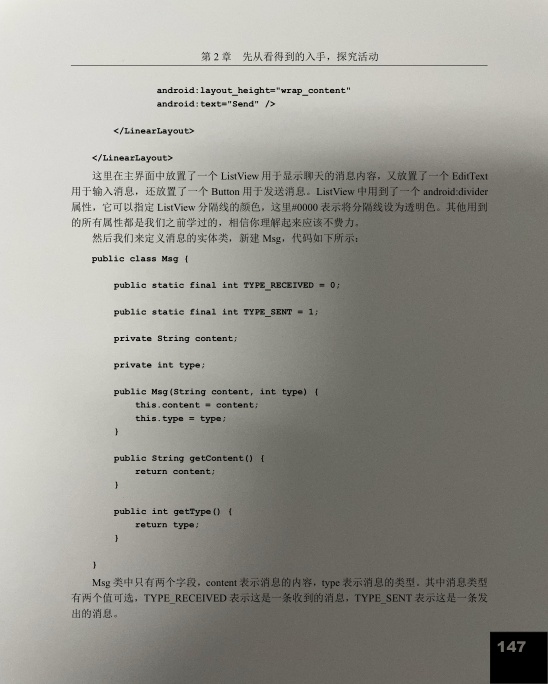 第 2 章　先从看得到的入手，探究活动
android:layout_height="wrap_content"
android:text="Send" />
</LinearLayout>
</LinearLayout>
这里在主界面中放置了一个 ListView 用于显示聊天的消息内容，又放置了一个 EditText
用于输入消息，还放置了一个 Button 用于发送消息。ListView 中用到了一个 android:divider
属性，它可以指定 ListView 分隔线的颜色，这里#0000 表示将分隔线设为透明色。其他用到
的所有属性都是我们之前学过的，相信你理解起来应该不费力。
然后我们来定义消息的实体类，新建 Msg，代码如下所示：
public class Msg {
public static final int TYPE_RECEIVED = 0;
public static final int TYPE_SENT = 1;
private String content;
private int type;
public Msg(String content, int type) {
this.content = content;
this.type = type;
}
public String getContent() {
return content;
}
public int getType() {
return type;
}
}
Msg 类中只有两个字段，content 表示消息的内容，type 表示消息的类型。其中消息类型
有两个值可选，TYPE_RECEIVED 表示这是一条收到的消息，TYPE_SENT 表示这是一条发
出的消息。
147